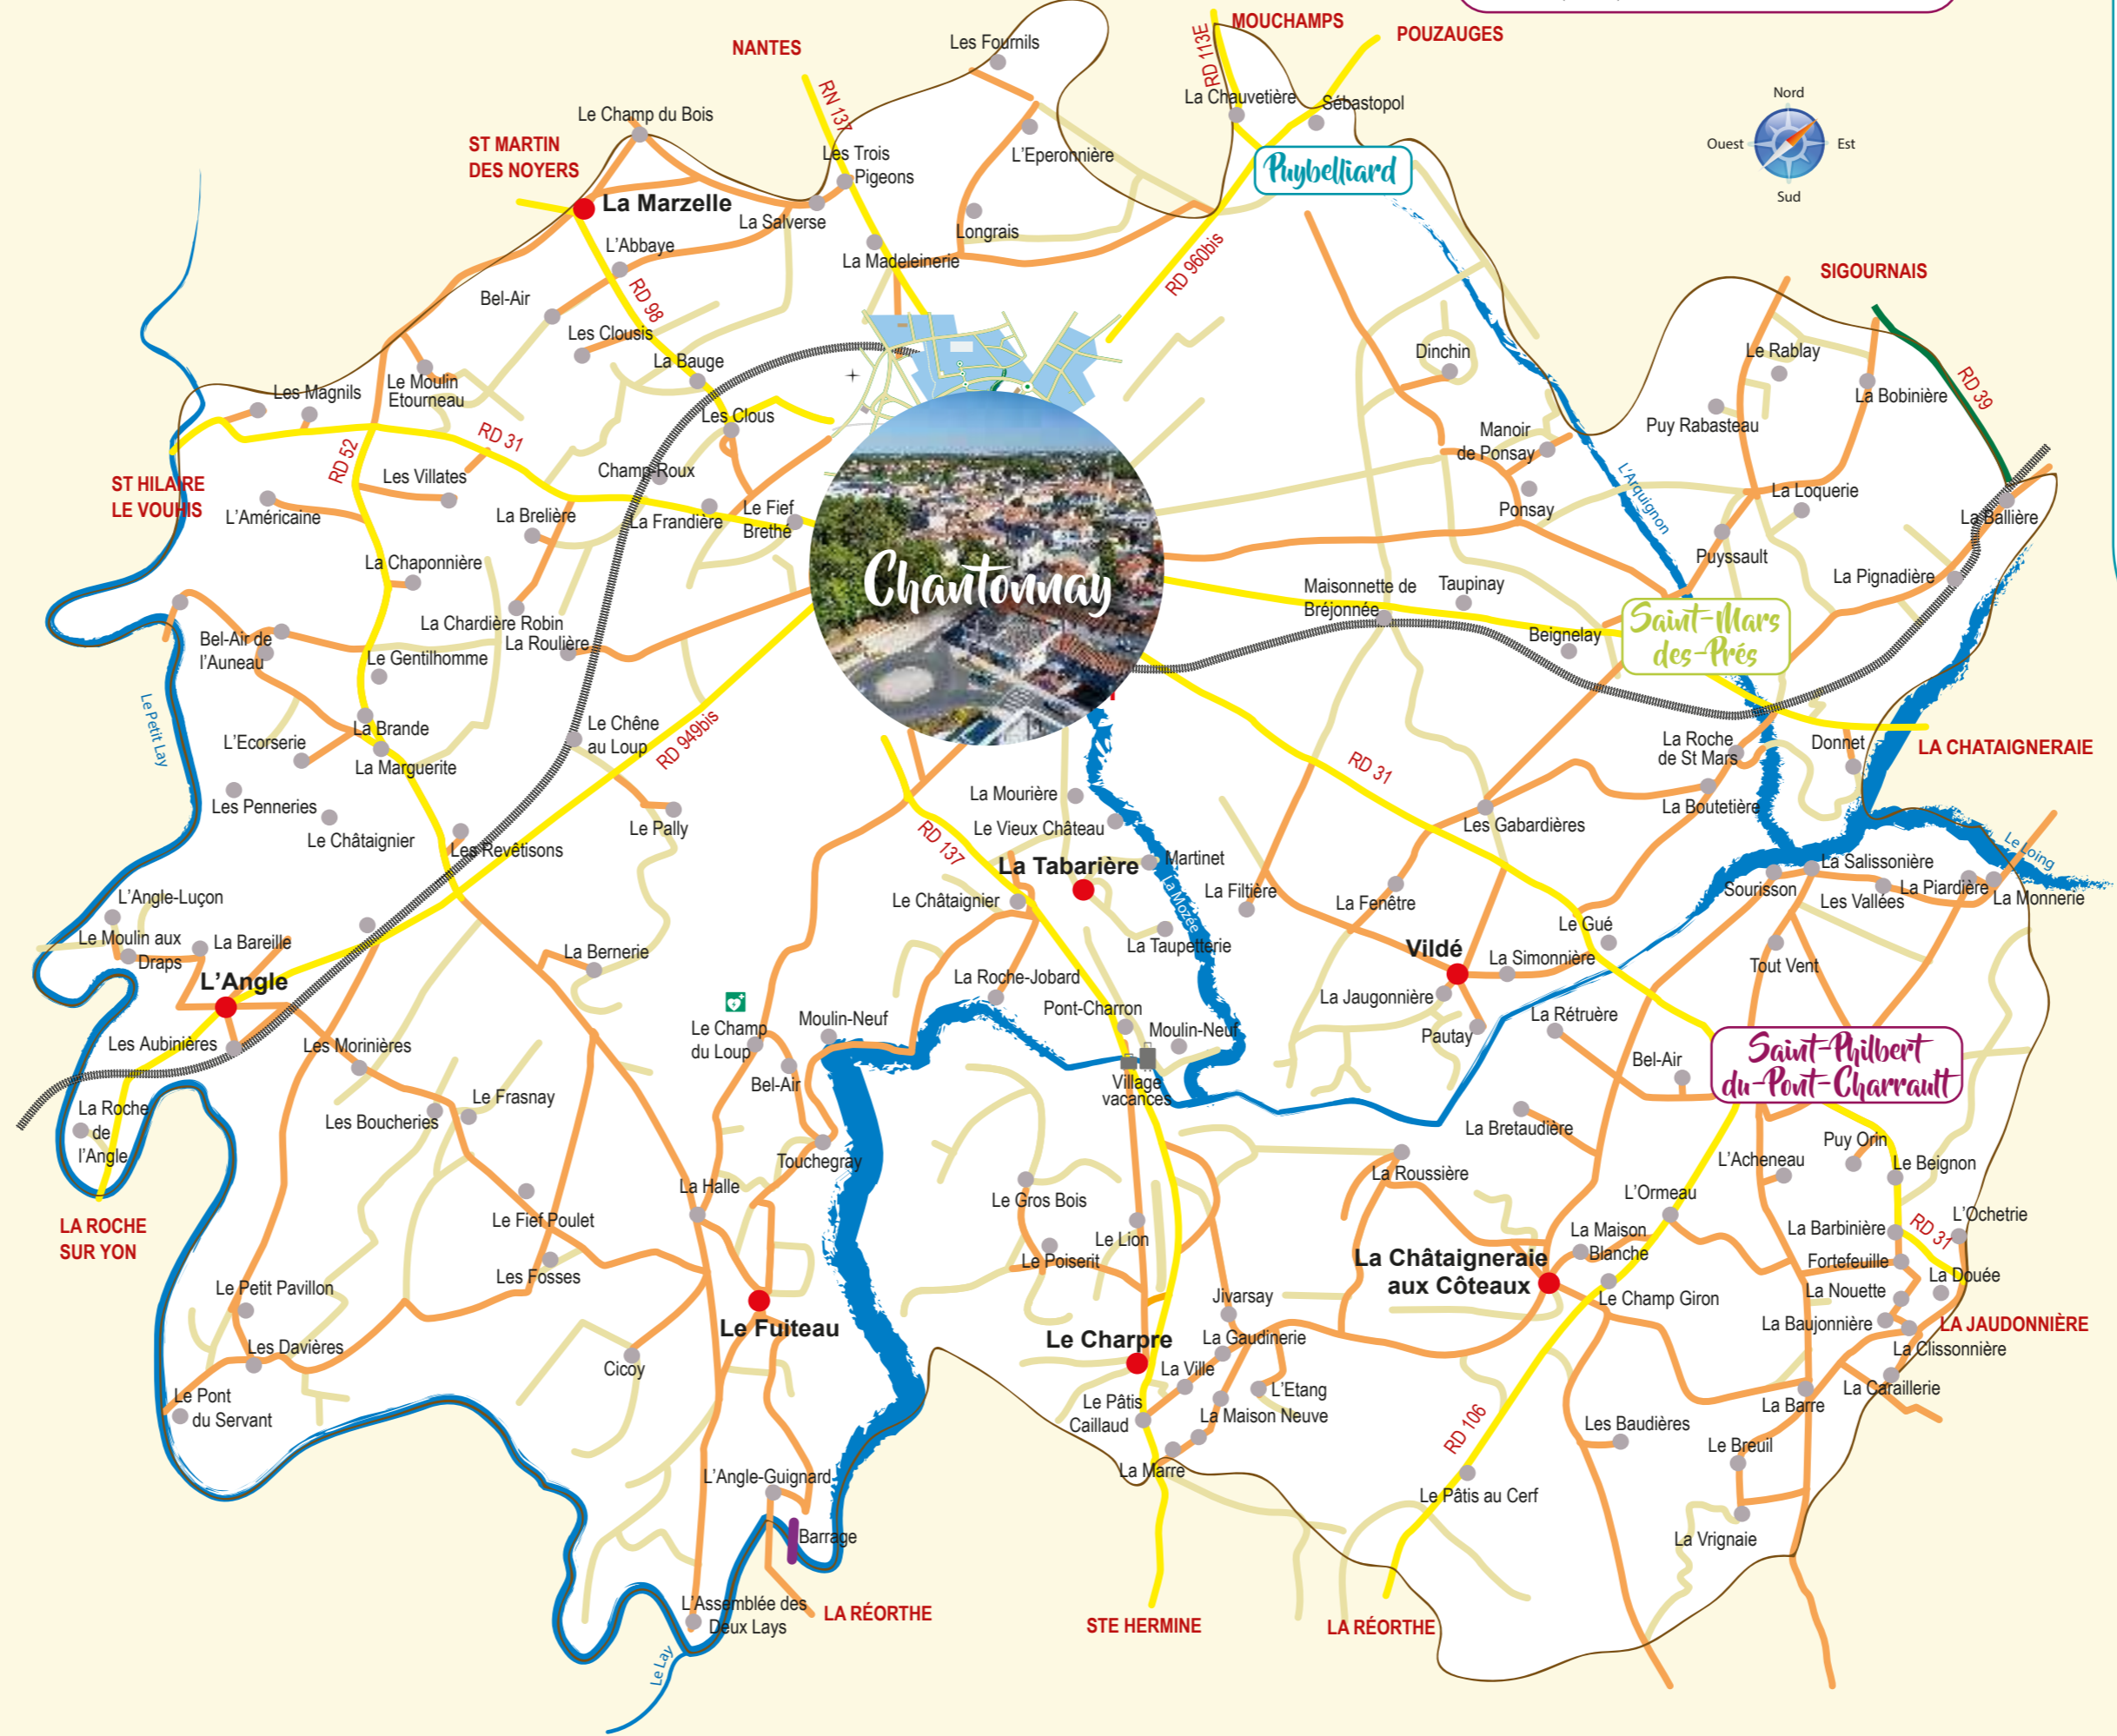 MOUCHAMPS
POUZAUGES
NANTES
Les Fournils
RD 113E
RN 137
La Chauvetière
Sébastopol
Nord
Ouest
Est
Sud
Le Champ du Bois
ST MARTIN
DES NOYERS
Les Trois
Pigeons
L'Eperonnière
Puybelliard
La Marzelle
La Salverse
Longrais
L'Abbaye
La Madeleinerie
RD 960bis
SIGOURNAIS
Bel-Air
RD 98
Les Clousis
La Bauge
Dinchin
Le Rablay
RD 39
Les Magnils
Le Moulin
Etourneau
La Bobinière
Les Clous
Puy Rabasteau
RD 31
RD 52
Manoir
de Ponsay
Les Villates
Champ-Roux
L'Arquignon
ST HILAIRE
LE VOUHIS
L'Américaine
La Brelière
La Frandière
Le Fief
Brethé
Ponsay
La Loquerie
La Ballière
Puyssault
La Chaponnière
Chantonnay
Maisonnette de
Bréjonnée
Taupinay
La Pignadière
La Chardière Robin
La Roulière
Beignelay
Saint-Mars
des-Prés
Bel-Air de
l'Auneau
Le Gentilhomme
Le Petit Lay
La Brande
L'Ecorserie
La Marguerite
Le Chêne
au Loup
RD 949bis
La Roche
de St Mars
Donnet
LA CHATAIGNERAIE
RD 31
Les Penneries
Le Châtaignier
Le Pally
La Mourière
Le Vieux Château
Les Gabardières
La Boutetière
Les Revêtisons
RD 137
La Tabarière
Martinet
La Mozée
La Filtière
La Fenêtre
Le Loing
La Salissonière
Sourisson
Les Vallées
La Piardière
La Monnerie
L'Angle-Luçon
Le Châtaignier
Le Moulin aux
Draps
La Bareille
La Bernerie
La Taupetterie
Le Gué
Vildé
La Simonnière
Tout Vent
L'Angle
La Roche-Jobard
La Jaugonnière
Pont-Charron
Moulin-Neuf
Moulin-Neuf
Pautay
La Rétruère
Le Champ
du Loup
Les Aubinières
Les Morinières
Bel-Air
Saint-Philbert
du-Pont-Charrault
Bel-Air
Village
vacances
La Roche
de
l'Angle
Les Boucheries
Le Frasnay
La Bretaudière
Touchegray
Puy Orin
L'Acheneau
Le Beignon
La Halle
La Roussière
Le Gros Bois
L'Ormeau
LA ROCHE
SUR YON
Le Fief Poulet
Le Lion
La Maison
Blanche
La Barbinière
RD 31
L'Ochetrie
Le Poiserit
La Châtaigneraie
aux Côteaux
Fortefeuille
Les Fosses
La Douée
Le Petit Pavillon
Jivarsay
Le Champ Giron
La Nouette
Le Fuiteau
Le Charpre
La Gaudinerie
La Baujonnière
LA JAUDONNIÈRE
Les Davières
La Clissonnière
Cicoy
La Ville
L'Etang
La Caraillerie
Le Pont
du Servant
Le Pâtis
Caillaud
La Maison Neuve
La Barre
RD 106
Les Baudières
Le Breuil
La Marre
L'Angle-Guignard
Le Pâtis au Cerf
Barrage
La Vrignaie
L'Assemblée des
Deux Lays
LA RÉORTHE
STE HERMINE
LA RÉORTHE
Le Lay